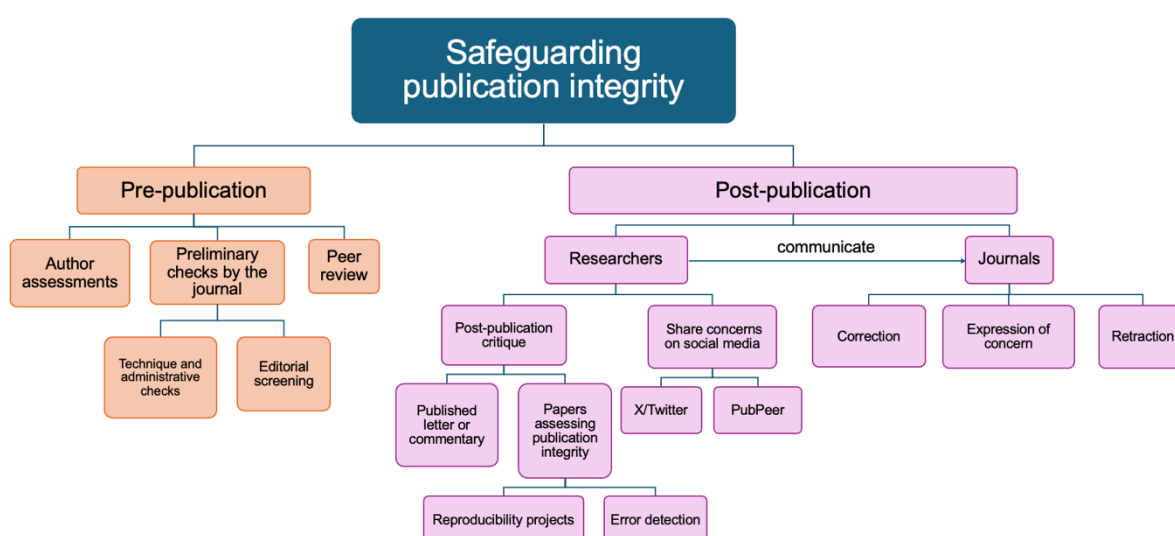 Safeguarding
publication integrity
Pre-publication
Post-publication
Author
assessments
Preliminary
checks by the
journal
Peer
review
Researchers
communicate
Journals
Technique and
administrative
checks
Editorial
screening
Post-publication
critique
Share concerns
on social media
Correction
Expression of
concern
Retraction
Published
letter or
commentary
Papers
assessing
publication
integrity
X/Twitter
PubPeer
Reproducibility projects
Error detection